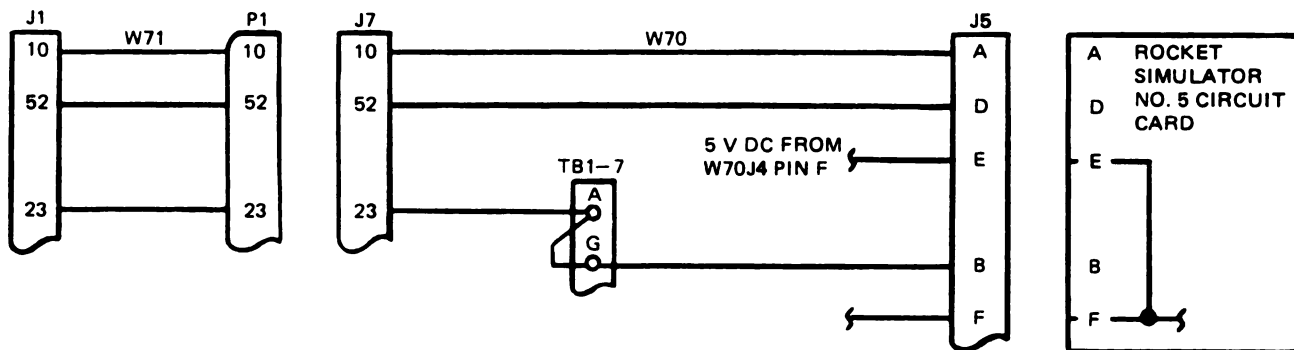 J1 P1 J7 J5
W71 W70
10 10 10 A A ROCKET
SIMULATOR
52 52 52 D D NO. 5 CIRCUIT
CARD
5 V DC FROM
W70J4 PIN F E E
TB1–7
A
23 23 23
G
B B
F F